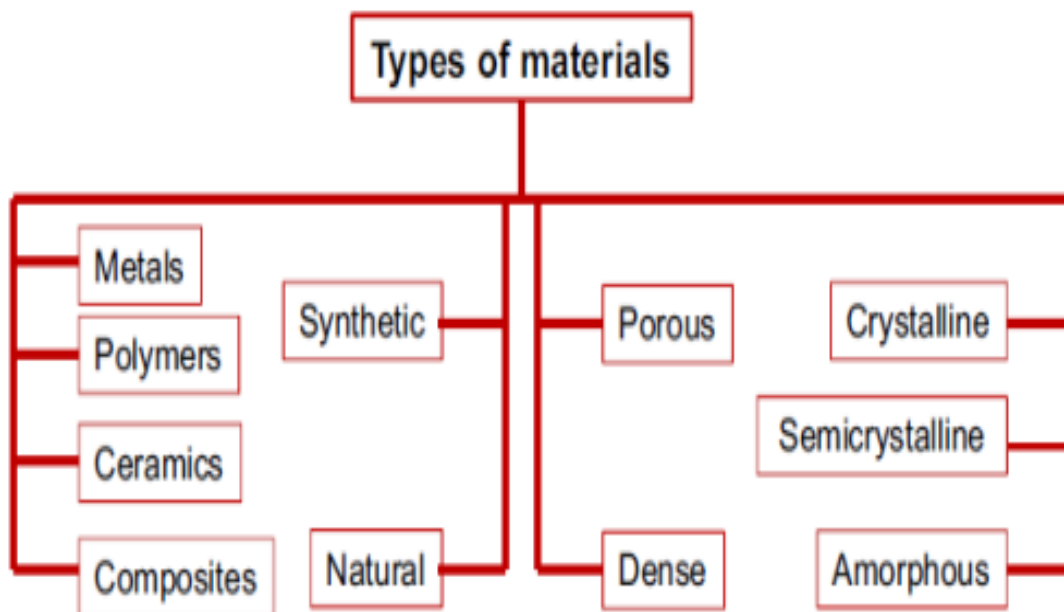 Types of materials
Metals
Polymers
Ceramics
Composites
Synthetic
Natural
Porous
Dense
Crystalline
Semicrystalline
Amorphous